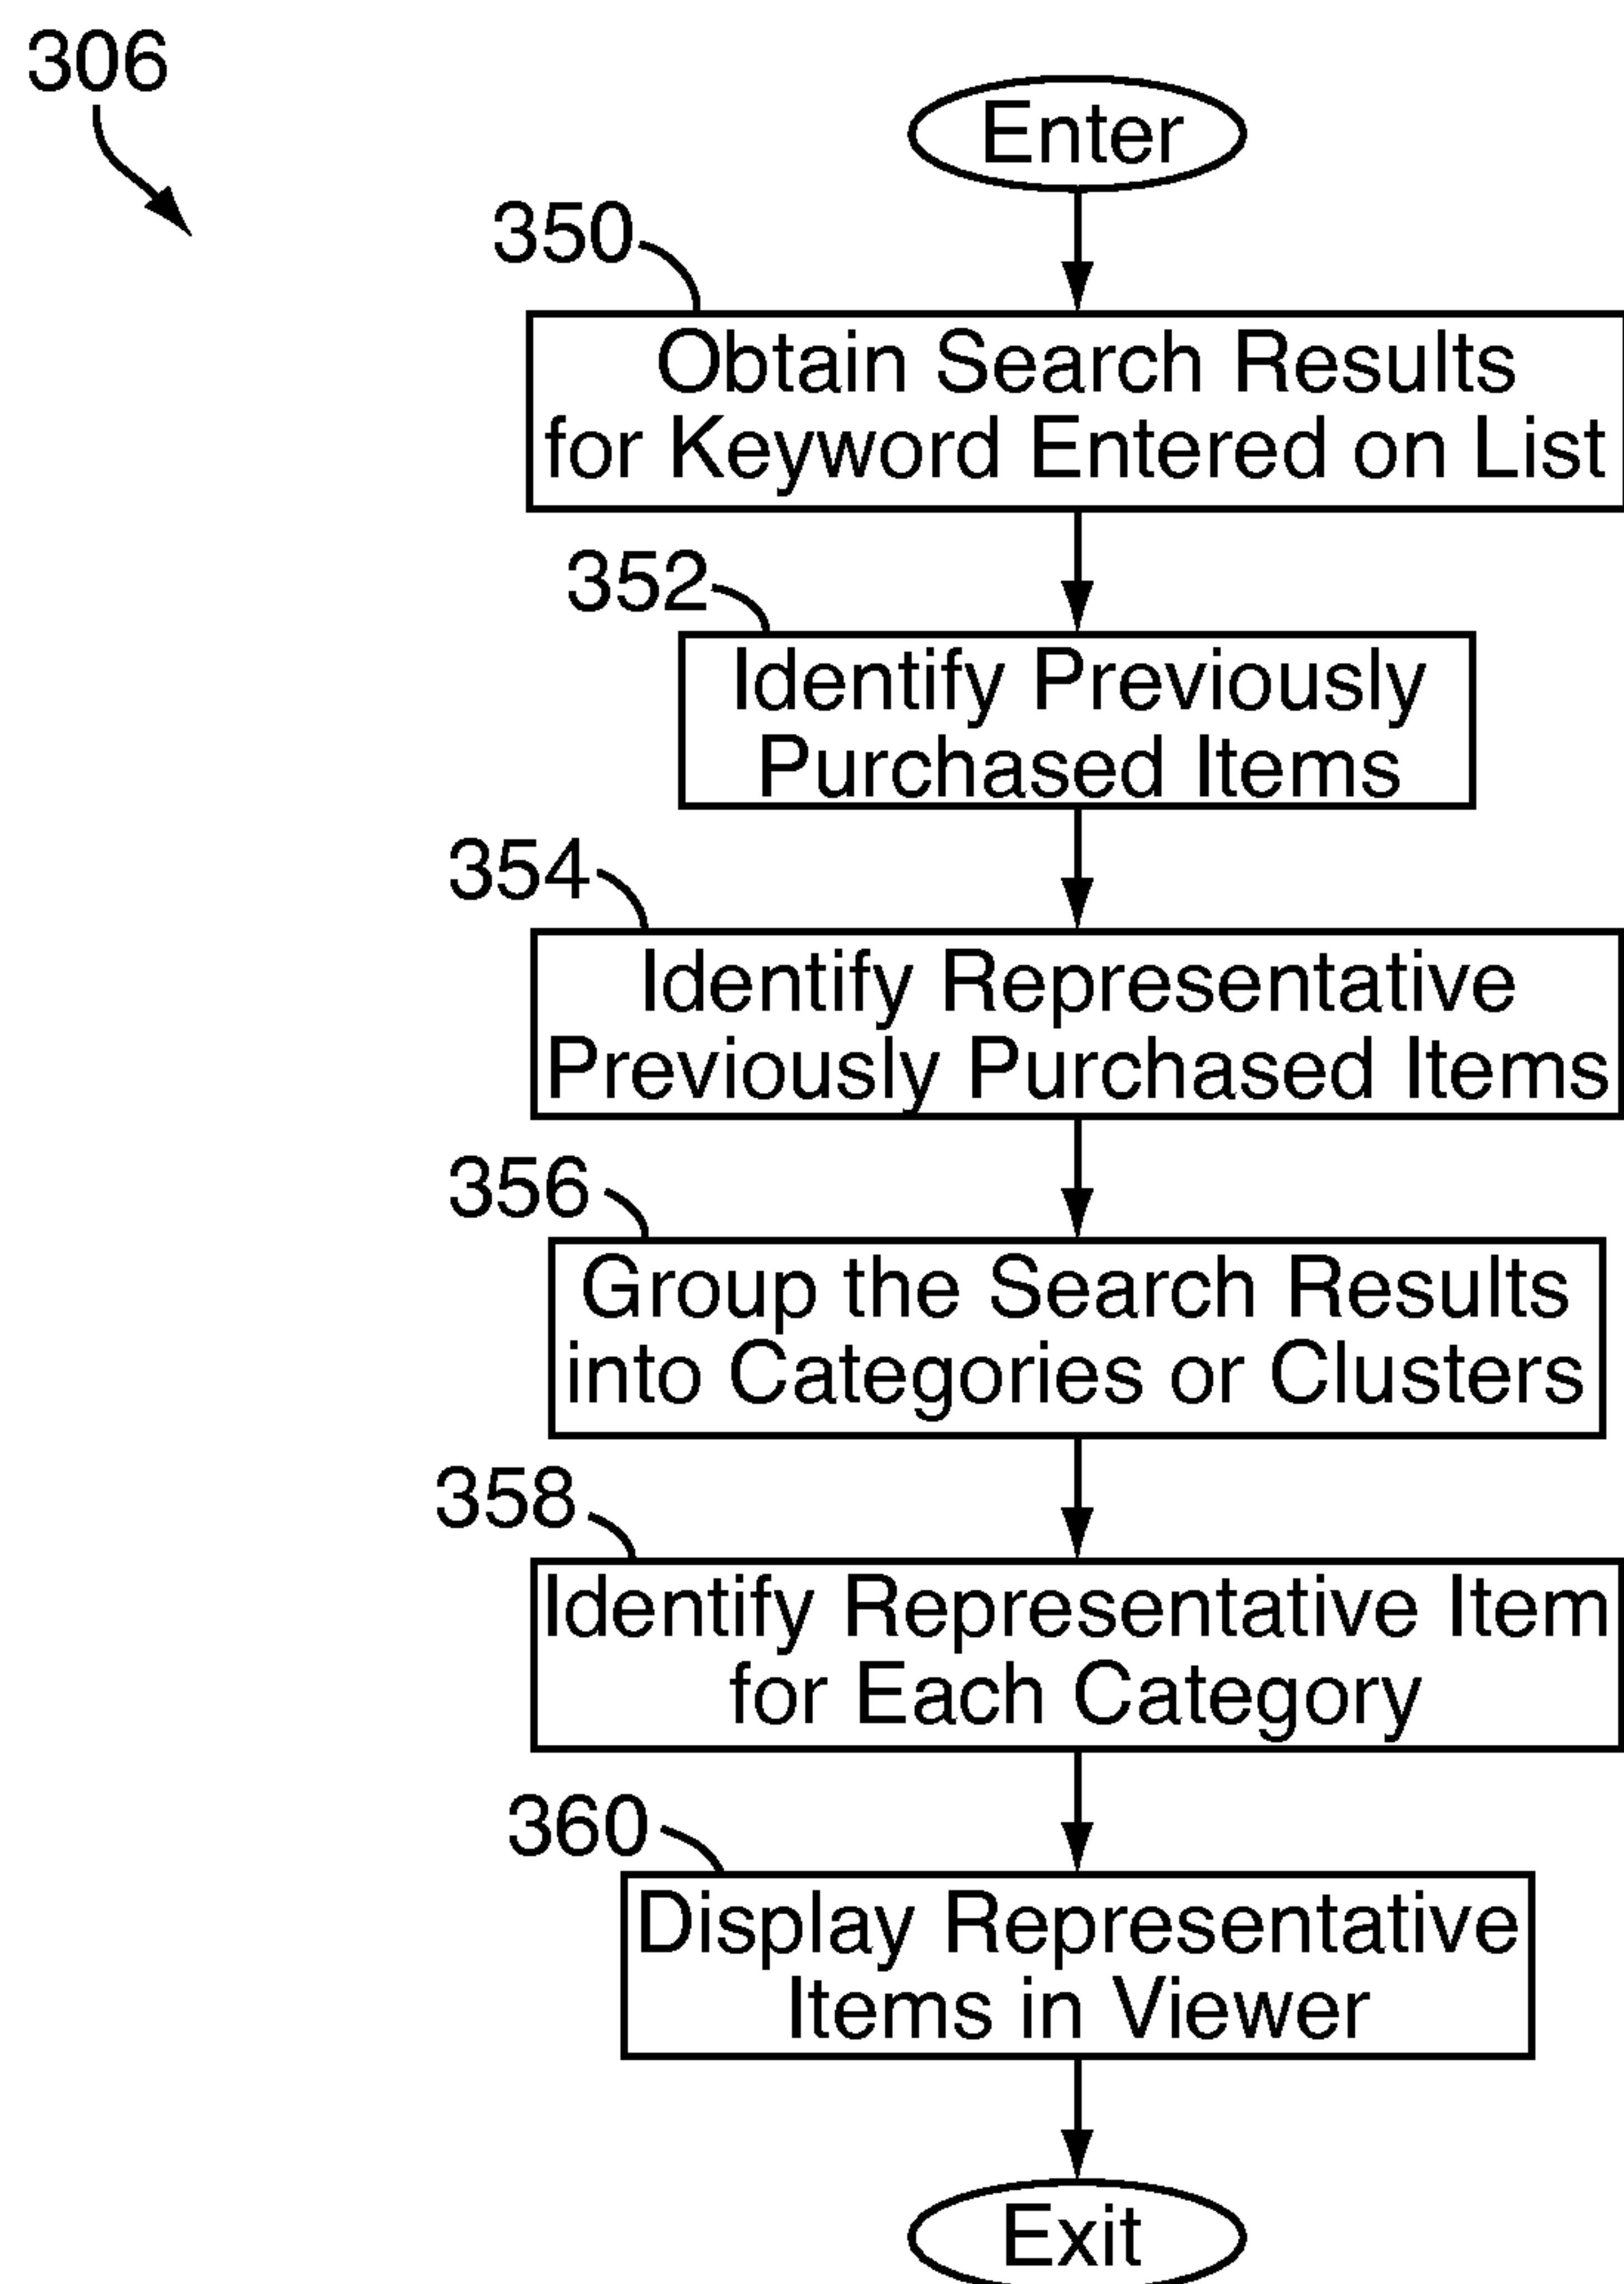 306
Enter
350
Obtain Search Results
for Keyword Entered on List
352
Identify Previously
Purchased Items
354
Identify Representative
Previously Purchased Items
356
Group the Search Results
into Categories or Clusters
358
Identify Representative Item
for Each Category
360
Display Representative
Items in Viewer
Exit